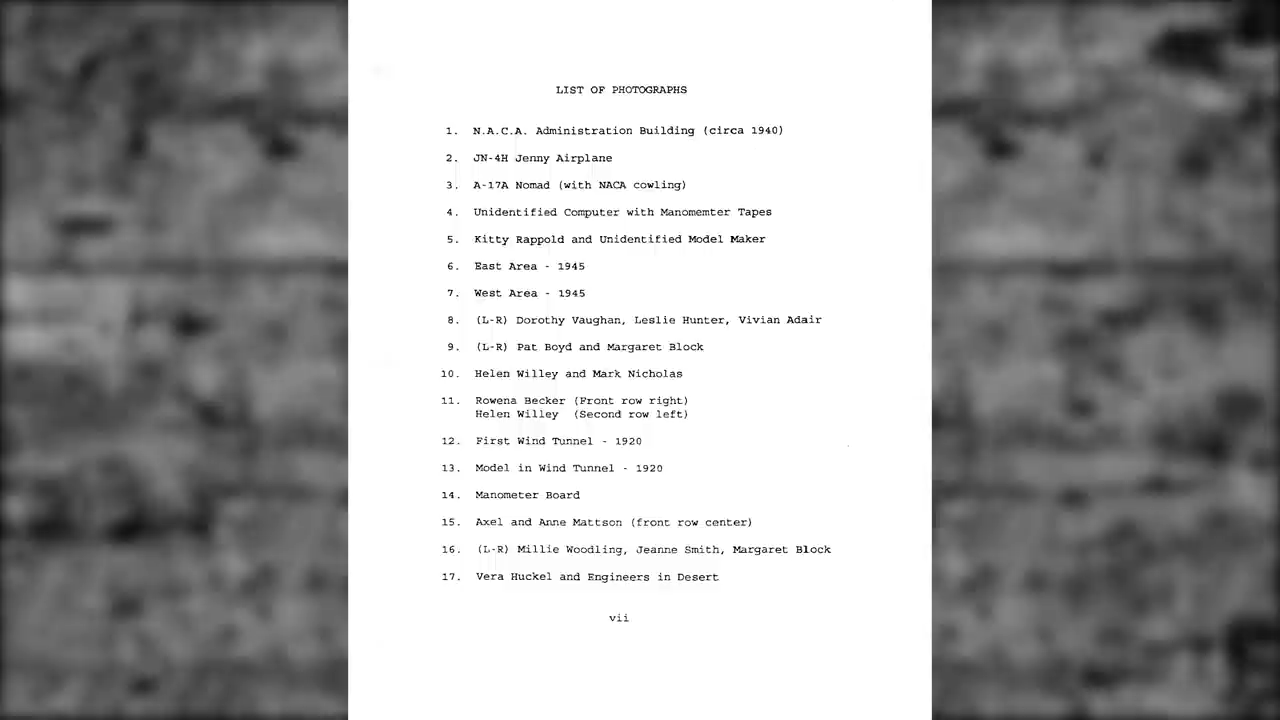 LIST OF PHOTOGRAPHS
1. N.A.C.A. Administration Building (circa 1940)
2. JN-4H Jenny Airplane
3. A-17A Nomad (with NACA cowling)
4. Unidentified Computer with Manomemter Tapes
5. Kitty Rappold and Unidentified Model Maker
6. East Area - 1945
7. West Area - 1945
8. (L-R) Dorothy Vaughan, Leslie Hunter, Vivian Adair
9. (L-R) Pat Boyd and Margaret Block
10. Helen Willey and Mark Nicholas
11. Rowena Becker (Front row right)
Helen Willey (Second row left)
12. First Wind Tunnel - 1920
13. Model in Wind Tunnel - 1920
14. Manometer Board
15. Axel and Anne Mattson (front row center)
16. (L-R) Millie Woodling, Jeanne Smith, Margaret Block
17. Vera Huckel and Engineers in Desert
vii